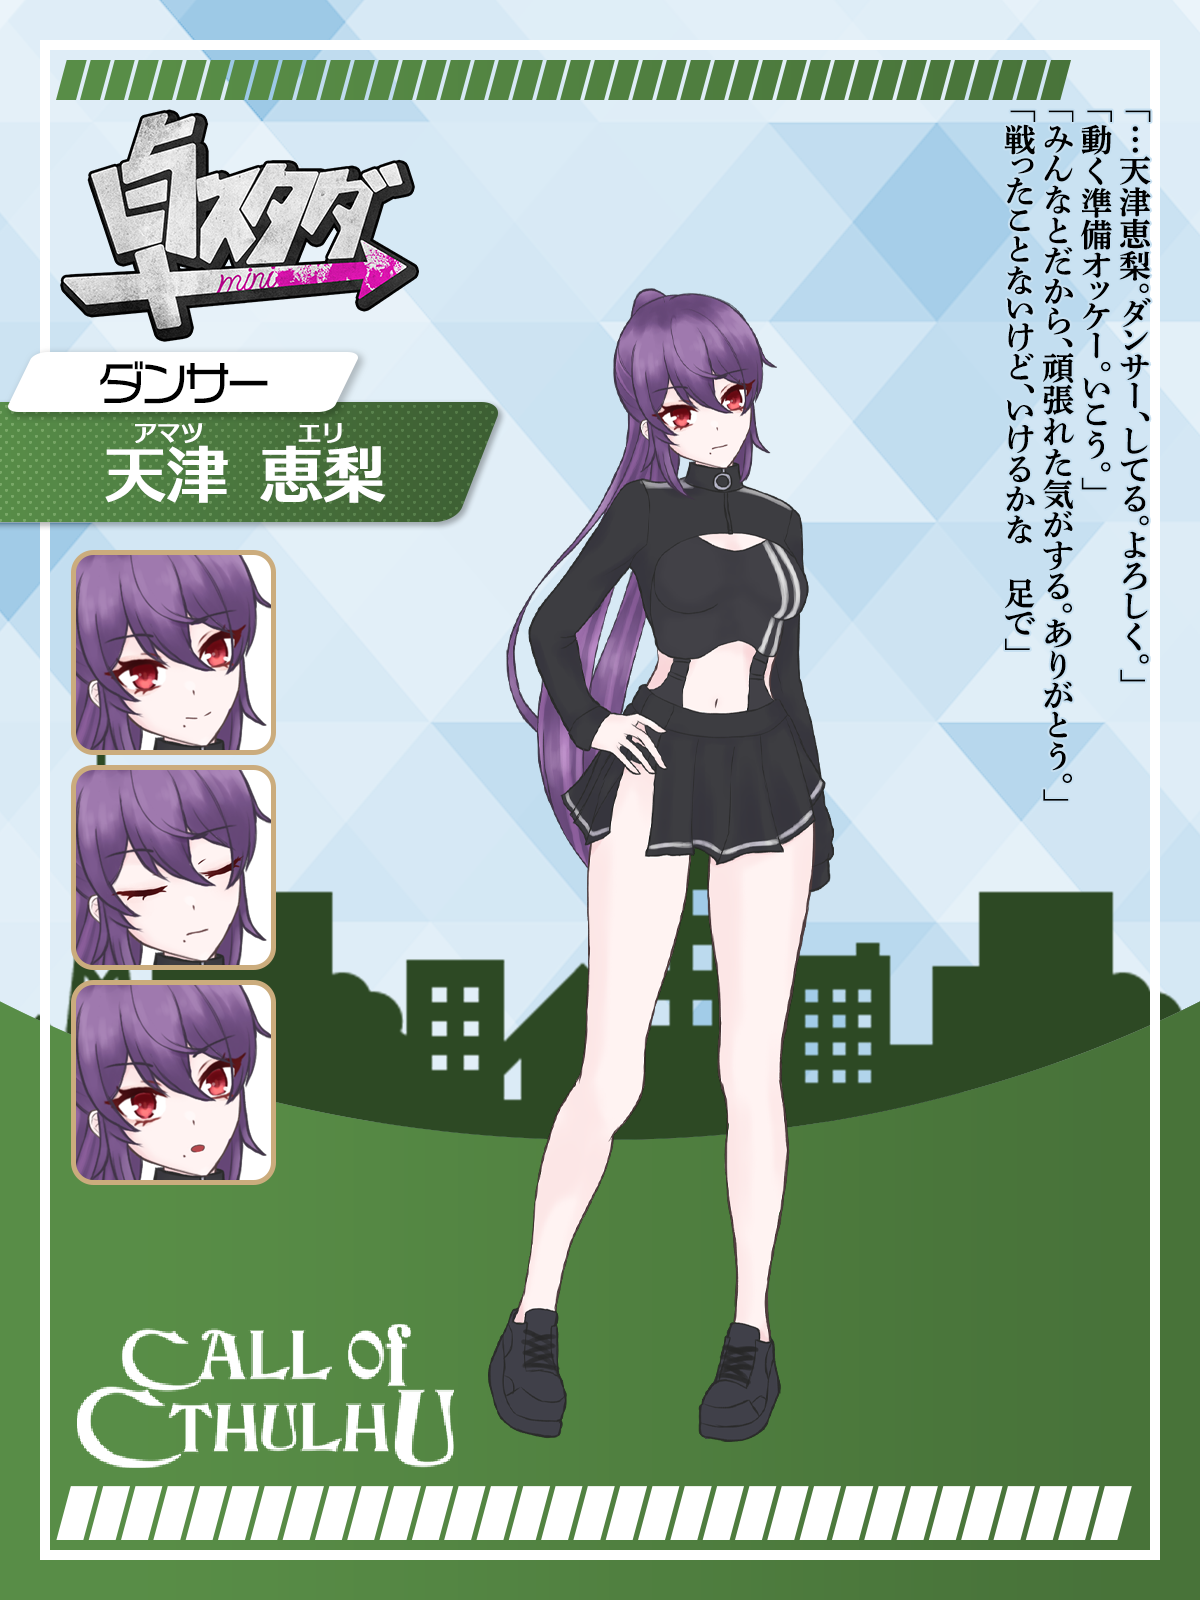 卓スタダ
mini
ダンサー
アマツ エリ
天津 恵梨
「…天津恵梨。ダンサー、してる。よろしく。」
「動く準備オッケー。いこう。」
「みんなとだから、頑張れた気がする。ありがとう。」
「戦ったことないけど、いけるかな　足で」
CALL Of
CTHULHU